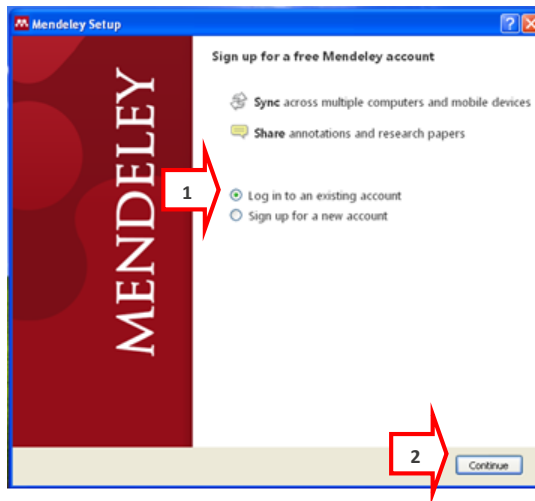 Mendeley Setup
Sign up for a free Mendeley account
Sync across multiple computers and mobile devices
Share annotations and research papers
MENDELEY
1
Log in to an existing account
Sign up for a new account
2
Continue